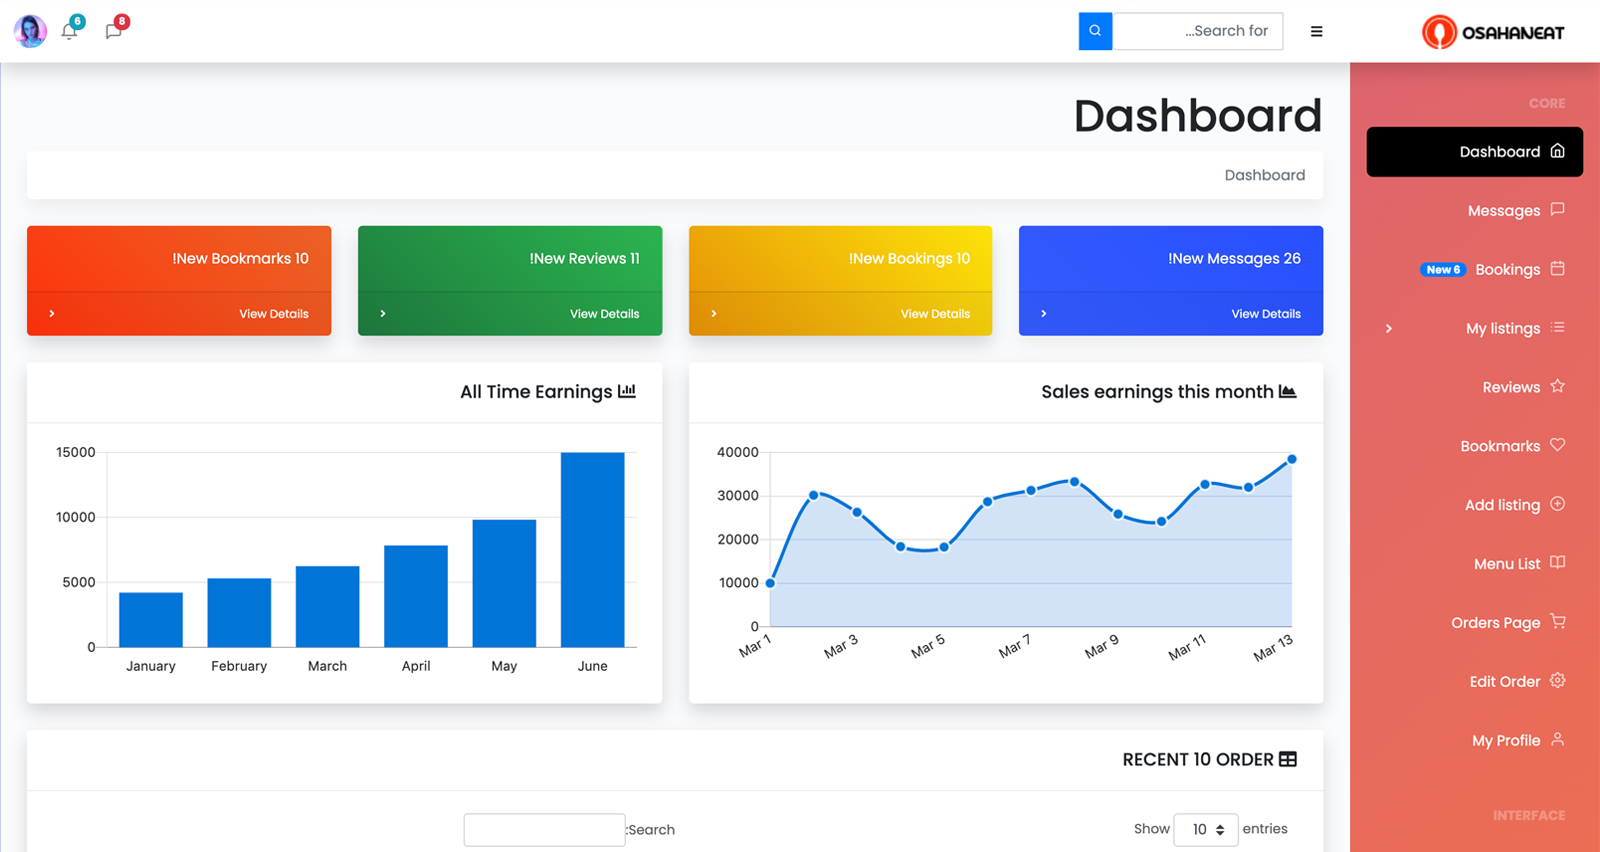 6
8
...Search for
OSAHANEAT
Dashboard
Dashboard
!New Bookmarks 10
View Details
!New Reviews 11
View Details
!New Bookings 10
View Details
!New Messages 26
View Details
All Time Earnings
15000
10000
5000
0
January February March April May June
Sales earnings this month
40000
30000
20000
10000
0
Mar 1 Mar 3 Mar 5 Mar 7 Mar 9 Mar 11 Mar 13
RECENT 10 ORDER
:Search
Show 10 entries
CORE
Dashboard
Messages
New 6 Bookings
My listings
Reviews
Bookmarks
Add listing
Menu List
Orders Page
Edit Order
My Profile
INTERFACE